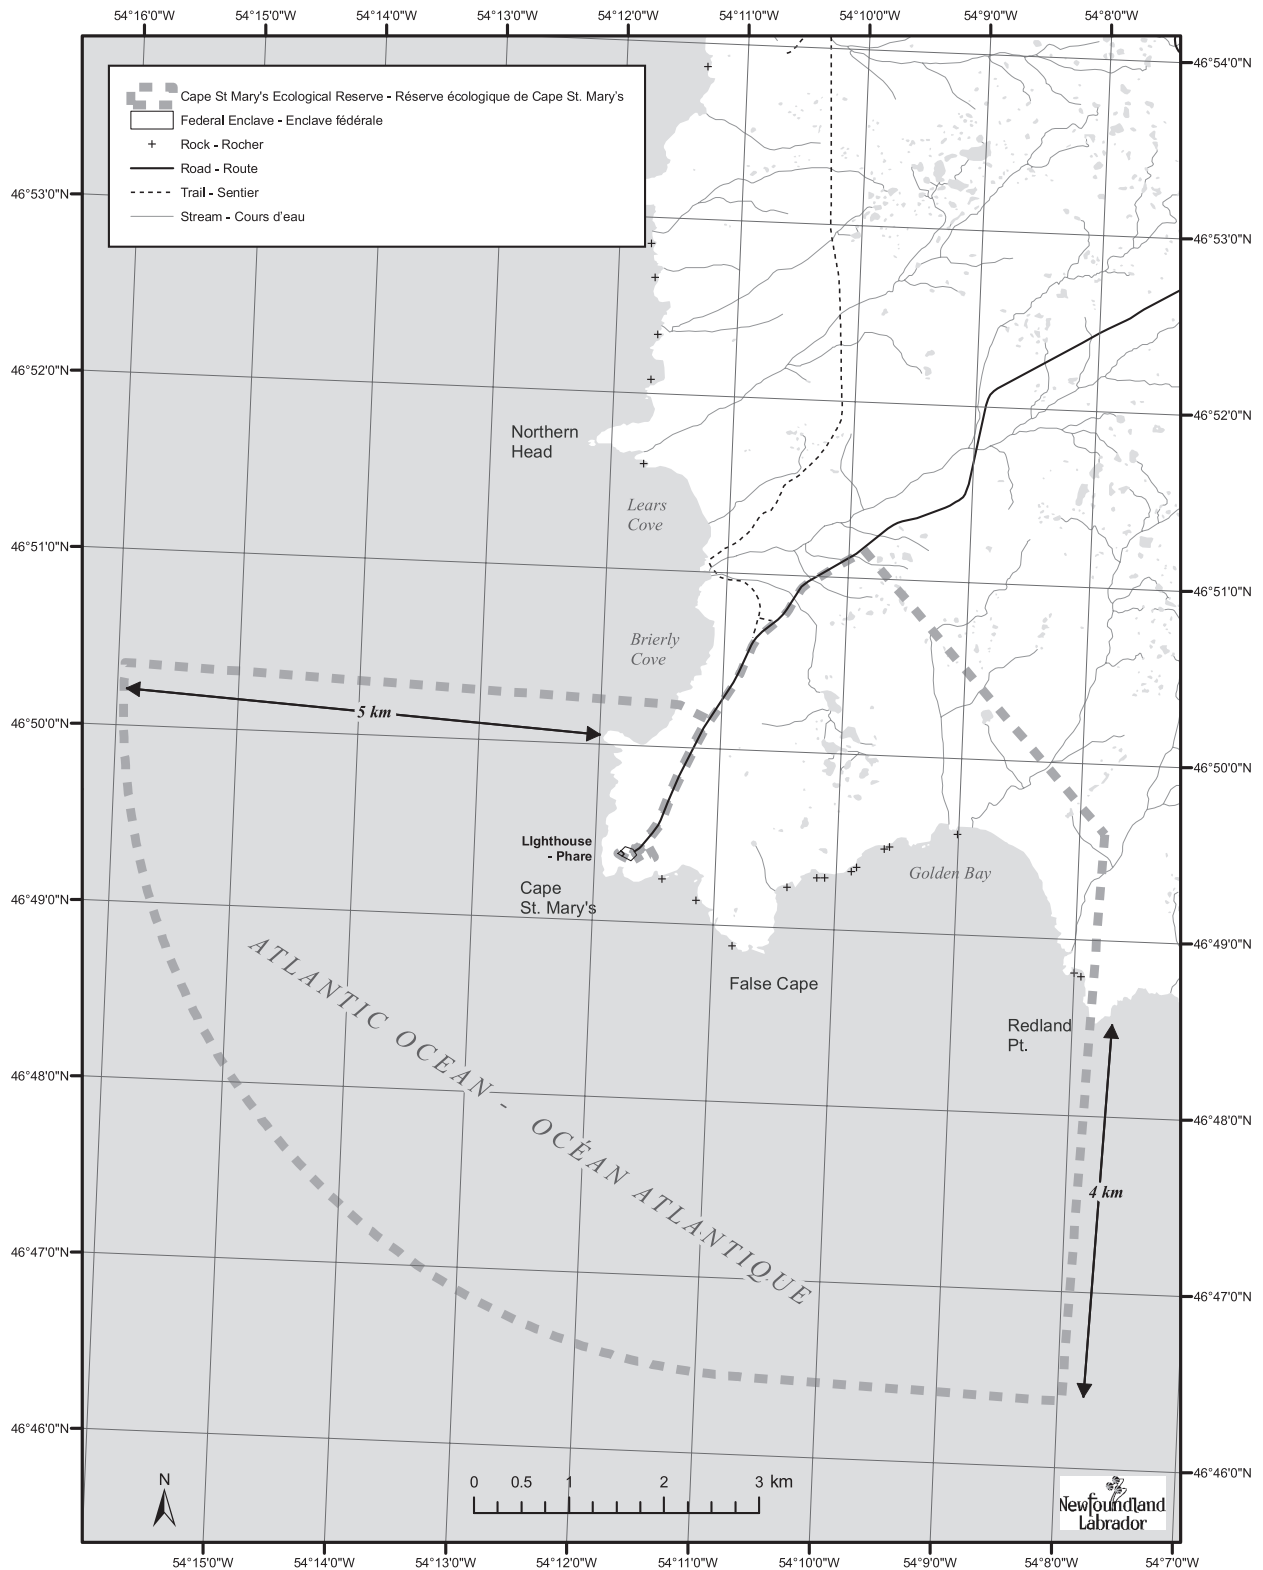 54°16'0"W 54°15'0"W 54°14'0"W 54°13'0"W 54°12'0"W 54°11'0"W 54°10'0"W 54°9'0"W 54°8'0"W
46°54'0"N
Cape St Mary's Ecological Reserve - Réserve écologique de Cape St. Mary's
Federal Enclave - Enclave fédérale
Rock - Rocher
Road - Route
Trail - Sentier
Stream - Cours d'eau
46°53'0"N
46°53'0"N
46°52'0"N
46°52'0"N
Northern
Head
Lears
Cove
46°51'0"N
46°51'0"N
Brierly
Cove
5 km
46°50'0"N
46°50'0"N
LIghthouse
- Phare
Golden Bay
Cape
St. Mary's
46°49'0"N
46°49'0"N
False Cape
Redland
Pt.
ATLANTIC OCEAN - OCÉAN ATLANTIQUE
46°48'0"N
46°48'0"N
4 km
46°47'0"N
46°47'0"N
46°46'0"N
46°46'0"N
N
0 0.5 1 2 3 km
Newfoundland
Labrador
54°15'0"W 54°14'0"W 54°13'0"W 54°12'0"W 54°11'0"W 54°10'0"W 54°9'0"W 54°8'0"W 54°7'0"W